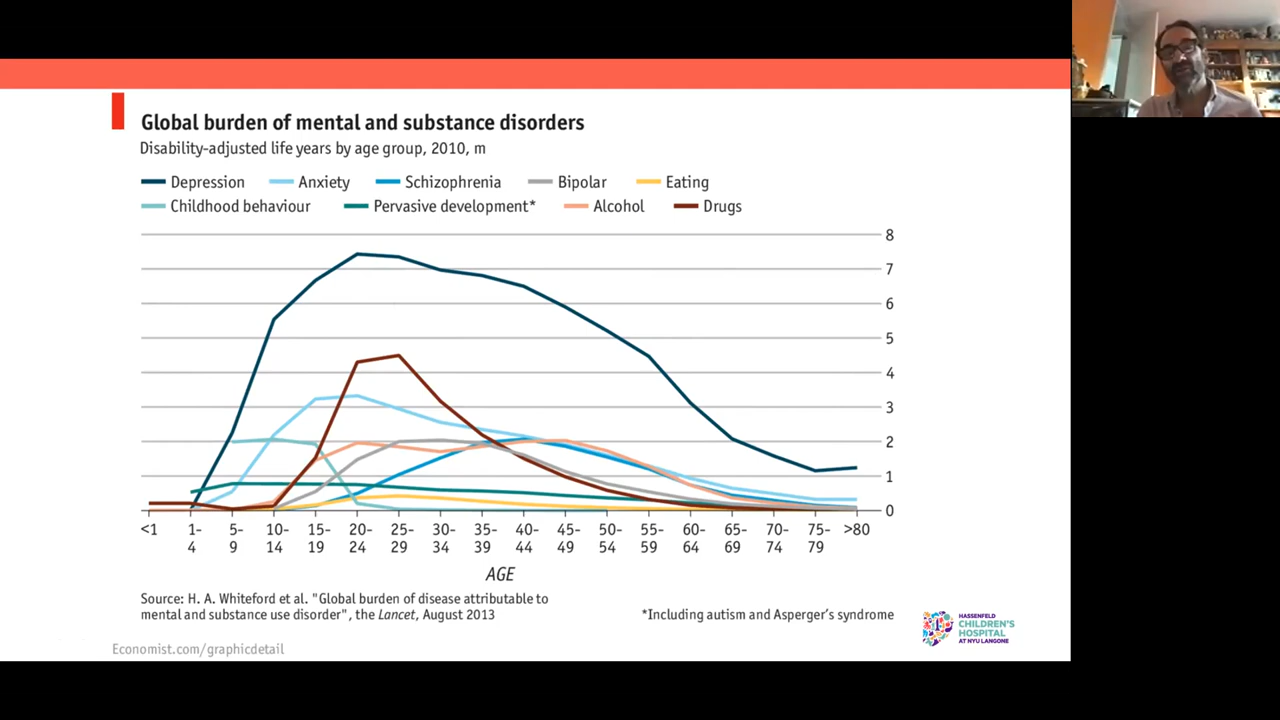 Global burden of mental and substance disorders
Disability-adjusted life years by age group, 2010, m
Depression Anxiety Schizophrenia Bipolar Eating
Childhood behaviour Pervasive development* Alcohol Drugs
8
7
6
5
4
3
2
1
0
<1 1-4 5-9 10-14 15-19 20-24 25-29 30-34 35-39 40-44 45-49 50-54 55-59 60-64 65-69 70-74 75-79 >80
AGE
Source: H. A. Whiteford et al. "Global burden of disease attributable to
mental and substance use disorder", the Lancet, August 2013
*Including autism and Asperger's syndrome
HASSENFELD
CHILDREN'S
HOSPITAL
AT NYU LANGONE
Economist.com/graphicdetail